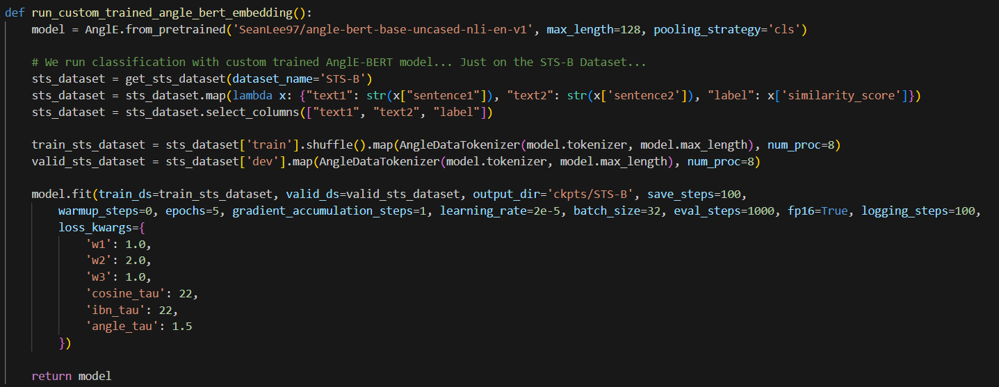 def run_custom_trained_angle_bert_embedding():
    model = AnglE.from_pretrained('SeanLee97/angle-bert-base-uncased-nli-en-v1', max_length=128, pooling_strategy='cls')
    # We run classification with custom trained AnglE-BERT model... Just on the STS-B Dataset...
    sts_dataset = get_sts_dataset(dataset_name='STS-B')
    sts_dataset = sts_dataset.map(lambda x: {"text1": str(x["sentence1"]), "text2": str(x['sentence2']), "label": x['similarity_score']})
    sts_dataset = sts_dataset.select_columns(["text1", "text2", "label"])
    train_sts_dataset = sts_dataset['train'].shuffle().map(AngleDataTokenizer(model.tokenizer, model.max_length), num_proc=8)
    valid_sts_dataset = sts_dataset['dev'].map(AngleDataTokenizer(model.tokenizer, model.max_length), num_proc=8)
    model.fit(train_ds=train_sts_dataset, valid_ds=valid_sts_dataset, output_dir='ckpts/STS-B', save_steps=100,
        warmup_steps=0, epochs=5, gradient_accumulation_steps=1, learning_rate=2e-5, batch_size=32, eval_steps=1000, fp16=True, logging_steps=100,
        loss_kwargs={
            'w1': 1.0,
            'w2': 2.0,
            'w3': 1.0,
            'cosine_tau': 22,
            'ibn_tau': 22,
            'angle_tau': 1.5
        })
    return model